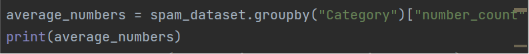 average_numbers = spam_dataset.groupby("Category")["number_count"
print(average_numbers)